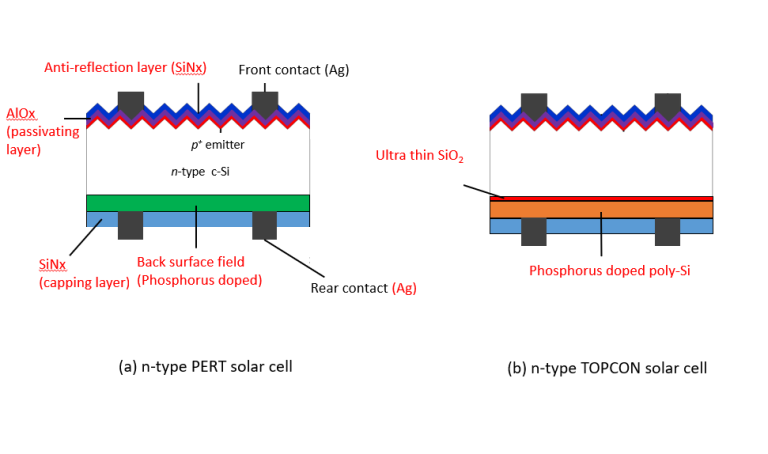 Anti-reflection layer (SiNx)
Front contact (Ag)
AlOx
(passivating
layer)
p⁺ emitter
n-type c-Si
Ultra thin SiO₂
SiNx
(capping layer)
Back surface field
(Phosphorus doped)
Rear contact (Ag)
Phosphorus doped poly-Si
(a) n-type PERT solar cell
(b) n-type TOPCON solar cell